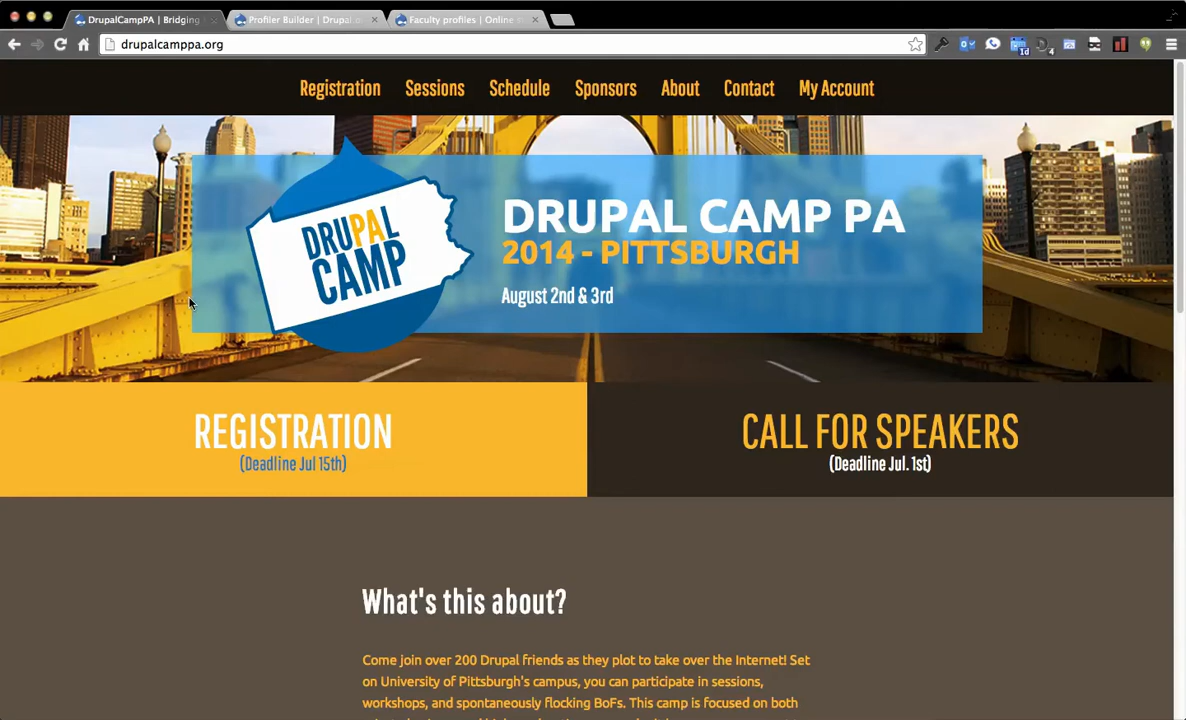 DrupalCampPA | Bridging
Profiler Builder | Drupal
Faculty profiles | Online
drupalcamppa.org
1d
4
Registration Sessions Schedule Sponsors About Contact My Account
DRUPAL
CAMP
DRUPAL CAMP PA
2014 - PITTSBURGH
August 2nd & 3rd
REGISTRATION
(Deadline Jul 15th)
CALL FOR SPEAKERS
(Deadline Jul. 1st)
What's this about?
Come join over 200 Drupal friends as they plot to take over the Internet! Set
on University of Pittsburgh's campus, you can participate in sessions,
workshops, and spontaneously flocking BoFs. This camp is focused on both